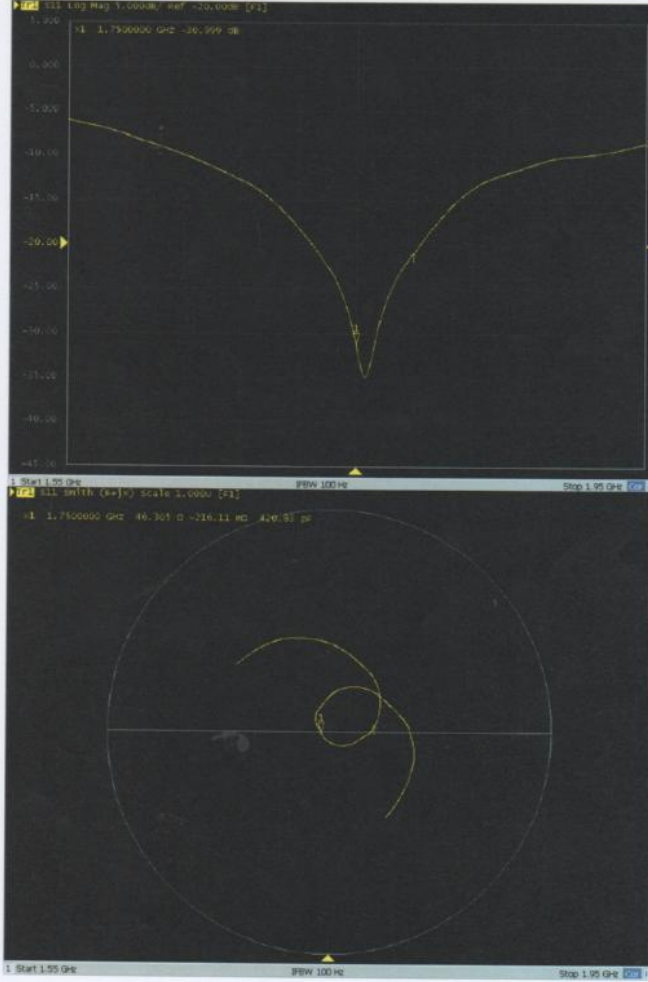 Tr1 S11 Log Mag 5.000dB/ Ref -20.00dB [F1]
5.000
>1 1.7500000 GHz -30.999 dB
0.000
-5.000
-10.00
-15.00
-20.00
-25.00
-30.00
-35.00
-40.00
-45.00
1 Start 1.55 GHz IFBW 100 Hz Stop 1.95 GHz Cor
Tr1 S11 Smith (R+jX) Scale 1.000U [F1]
>1 1.7500000 GHz 46.305 Ω -216.11 mΩ 420.83 pF
1 Start 1.55 GHz IFBW 100 Hz Stop 1.95 GHz Cor